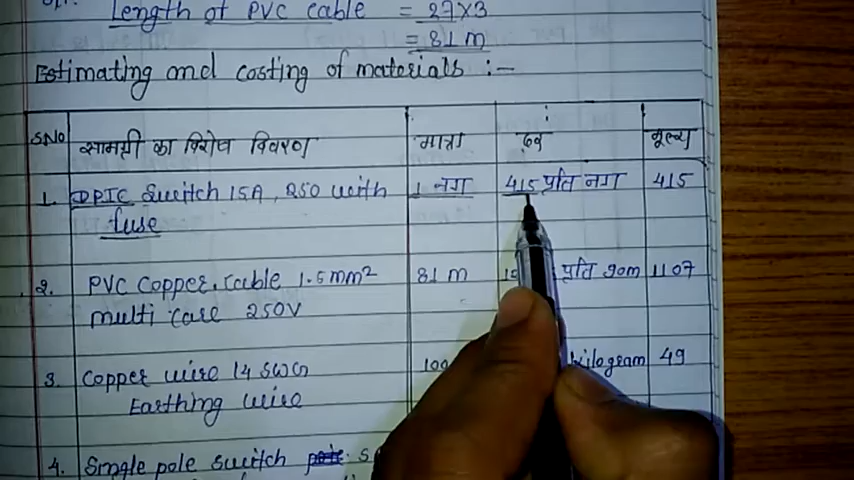 Length of PVC cable = 27×3
= 81 m
Estimating and costing of materials :-
S.No सामग्री का विशेष विवरण मात्रा दर मूल्य
1. DPIC Switch 15A, 250 with 1 नग 415 प्रति नग 415
fuse
2. PVC Copper cable 1.5mm² 81 m प्रति 90m 1107
multi core 250V
3. Copper wire 14 SWG 100 kilogram 49
Earthing wire
4. Single pole switch